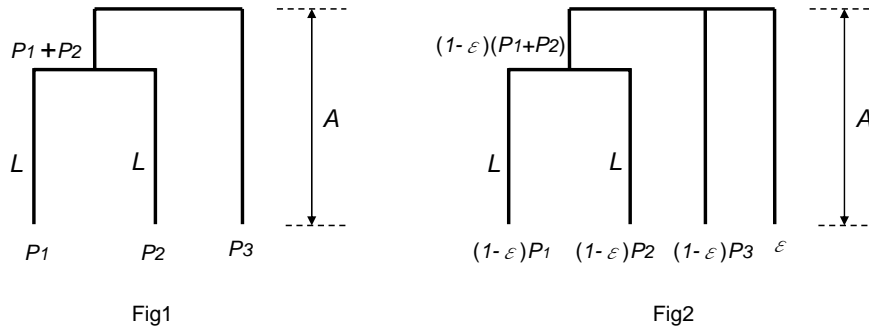 P1+P2
L
L
A
P1
P2
P3
Fig1
(1-ε)(P1+P2)
L
L
A
(1-ε)P1
(1-ε)P2
(1-ε)P3
ε
Fig2